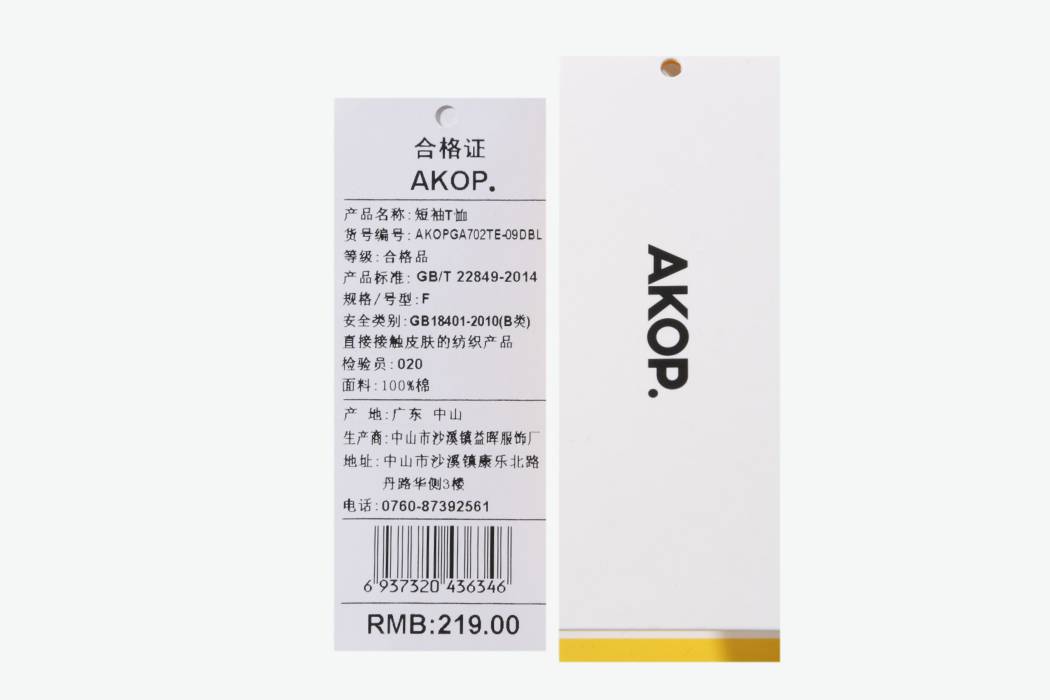 合格证
AKOP.
产品名称:短袖T恤
货号编号:AKOPGA702TE-09DBL
等级:合格品
产品标准: GB/T 22849-2014
规格/号型:F
安全类别:GB18401-2010(B类)
直接接触皮肤的纺织产品
检验员:020
面料:100%棉
产 地:广东 中山
生产商:中山市沙溪镇益晖服饰厂
地址:中山市沙溪镇康乐北路
丹路华侧3楼
电话:0760-87392561
6 937320 436346
RMB:219.00
AKOP.